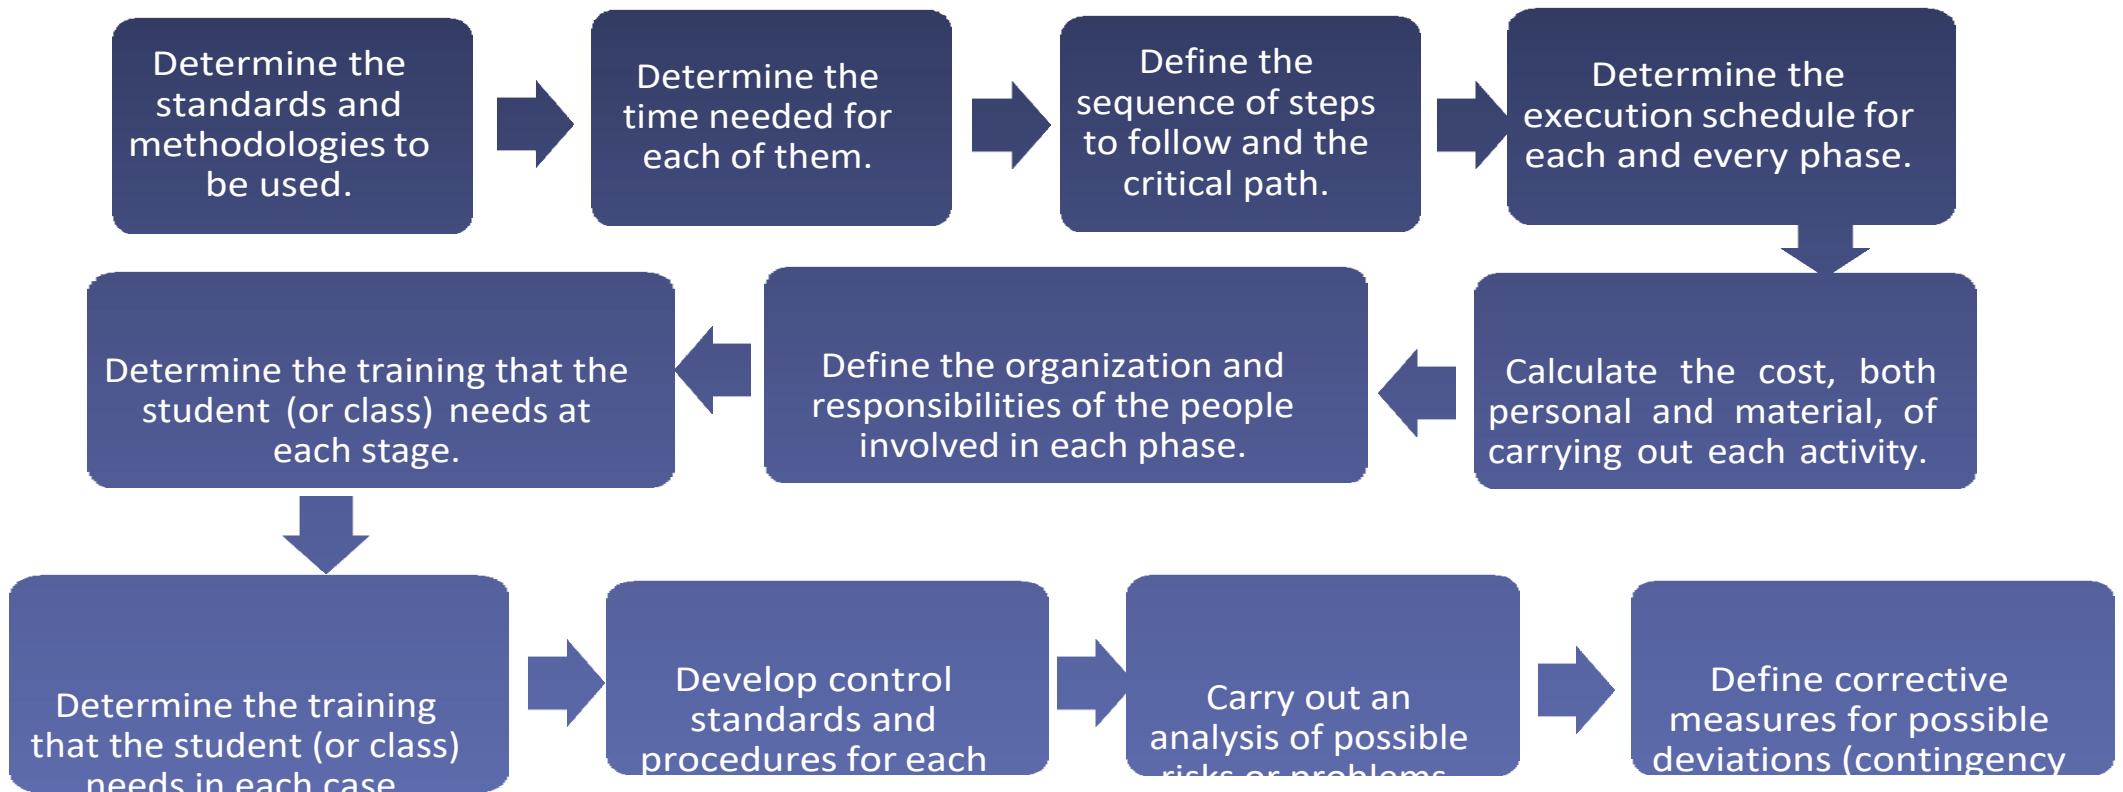 Determine the
standards and
methodologies to
be used.
Determine the
time needed for
each of them.
Define the
sequence of steps
to follow and the
critical path.
Determine the
execution schedule for
each and every phase.
Calculate the cost, both
personal and material, of
carrying out each activity.
Define the organization and
responsibilities of the people
involved in each phase.
Determine the training that the
student (or class) needs at
each stage.
Determine the training
that the student (or class)
needs in each case
Develop control
standards and
procedures for each
Carry out an
analysis of possible
risks or problems
Define corrective
measures for possible
deviations (contingency